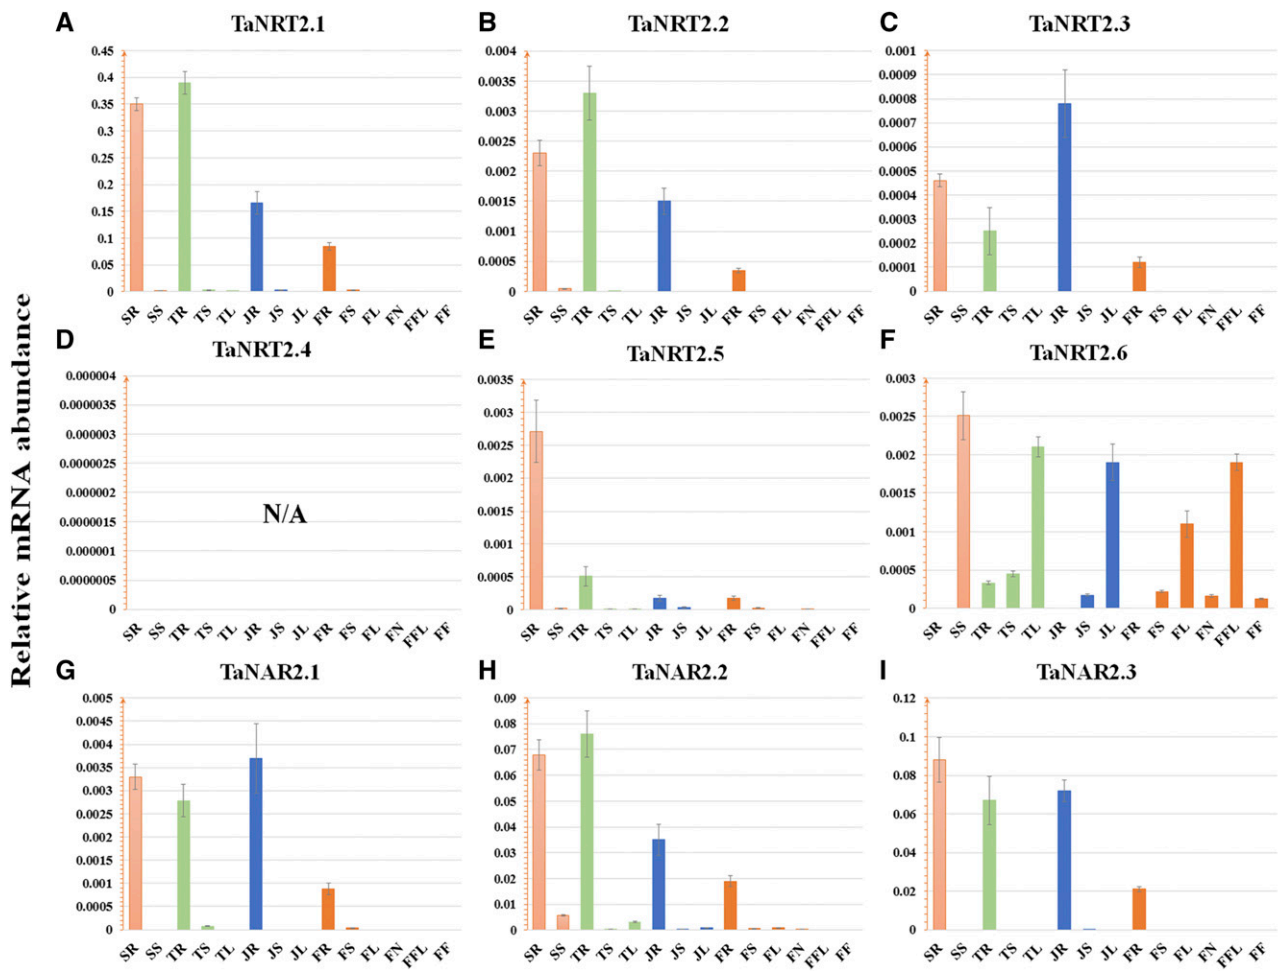 Relative mRNA abundance
A
TaNRT2.1
0.45
0.4
0.35
0.3
0.25
0.2
0.15
0.1
0.05
0
SR SS TR TS TL JR JS JL FR FS FL FN FFL FF
B
TaNRT2.2
0.004
0.0035
0.003
0.0025
0.002
0.0015
0.001
0.0005
0
SR SS TR TS TL JR JS JL FR FS FL FN FFL FF
C
TaNRT2.3
0.001
0.0009
0.0008
0.0007
0.0006
0.0005
0.0004
0.0003
0.0002
0.0001
0
SR SS TR TS TL JR JS JL FR FS FL FN FFL FF
D
TaNRT2.4
0.000004
0.0000035
0.000003
0.0000025
0.000002
0.0000015
0.000001
0.0000005
0
N/A
SR SS TR TS TL JR JS JL FR FS FL FN FFL FF
E
TaNRT2.5
0.0035
0.003
0.0025
0.002
0.0015
0.001
0.0005
0
SR SS TR TS TL JR JS JL FR FS FL FN FFL FF
F
TaNRT2.6
0.003
0.0025
0.002
0.0015
0.001
0.0005
0
SR SS TR TS TL JR JS JL FR FS FL FN FFL FF
G
TaNAR2.1
0.005
0.0045
0.004
0.0035
0.003
0.0025
0.002
0.0015
0.001
0.0005
0
SR SS TR TS TL JR JS JL FR FS FL FN FFL FF
H
TaNAR2.2
0.09
0.08
0.07
0.06
0.05
0.04
0.03
0.02
0.01
0
SR SS TR TS TL JR JS JL FR FS FL FN FFL FF
I
TaNAR2.3
0.12
0.1
0.08
0.06
0.04
0.02
0
SR SS TR TS TL JR JS JL FR FS FL FN FFL FF